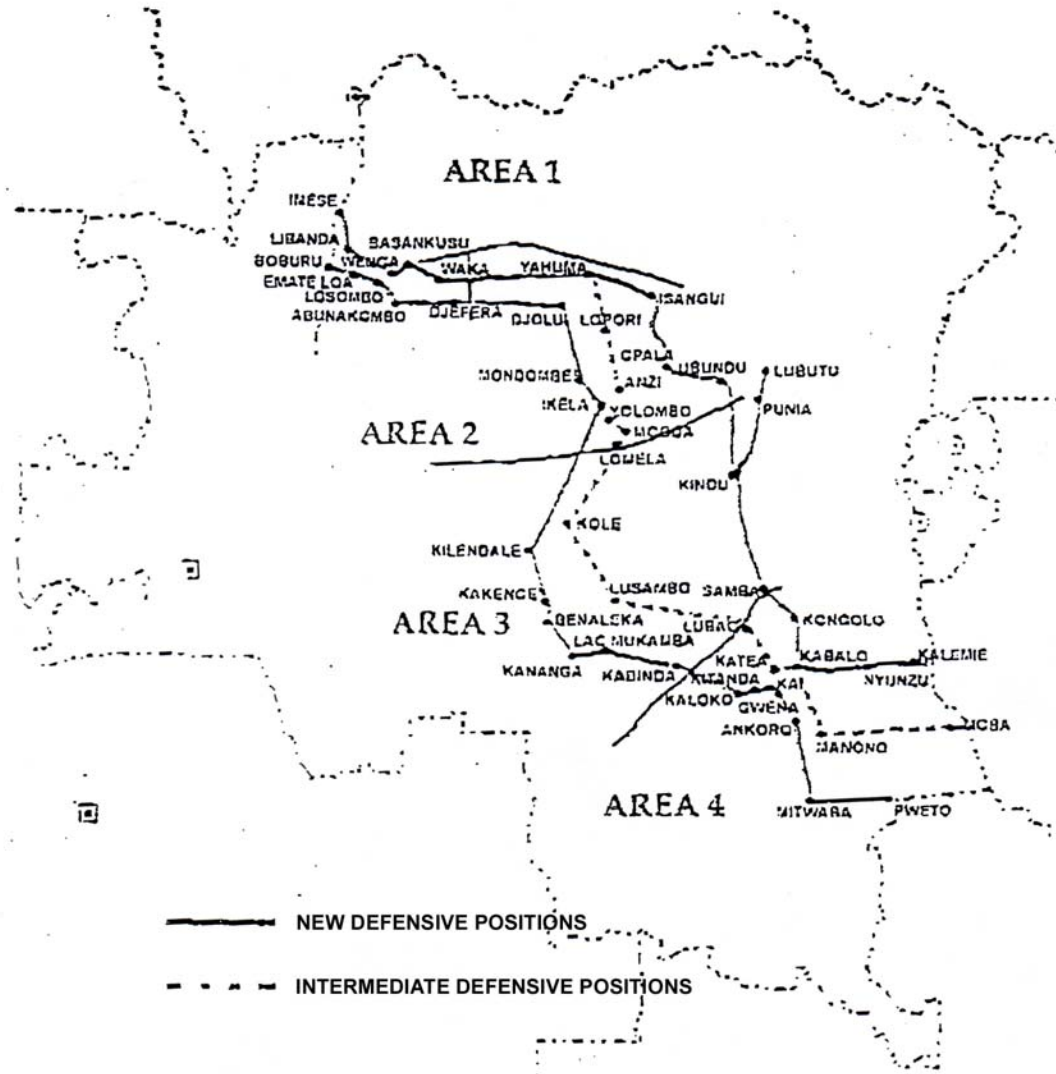 AREA 1
IMESE
LIBANDA
BASANKUSU
BOBURU
WENGA
WAKA
YAHUMA
EMATE LOA
ISANGUI
LOSOMBO
ABUNAKOMBO
DJEFERA
DJOLU
LOPORI
OPALA
UBUNDU
LUBUTU
MONDOMBE
ANZI
IKELA
YOLOMBO
PUNIA
AREA 2
LOMELA
KINDU
KOLE
KILENDALE
KAKENGE
LUSAMBO
SAMBA
AREA 3
BENALEKA
LUBAO
KONGOLO
LAC MUKAMBA
KATEA
KABALO
KALEMIE
KANANGA
KABINDA
KITANDA
KAI
NYUNZU
KALOKO
GWENA
ANKORO
MANONO
MOBA
AREA 4
MITWABA
PWETO
NEW DEFENSIVE POSITIONS
INTERMEDIATE DEFENSIVE POSITIONS